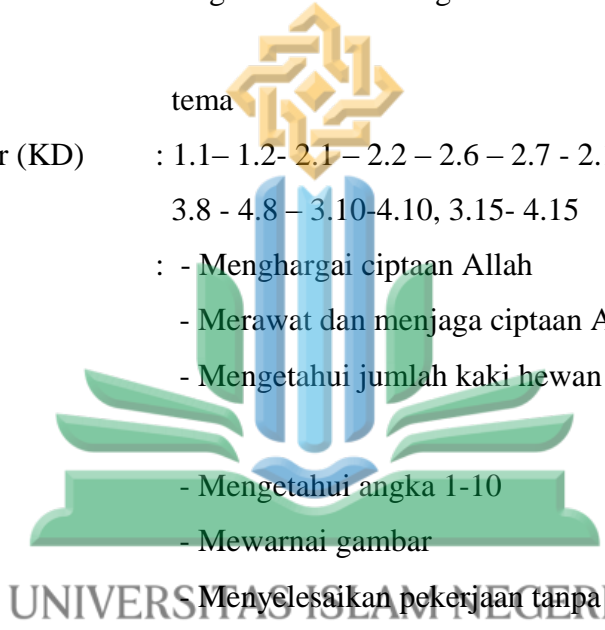 tema
r (KD) : 1.1– 1.2- 2.1 – 2.2 – 2.6 – 2.7 - 2.
3.8 - 4.8 – 3.10-4.10, 3.15- 4.15
: - Menghargai ciptaan Allah
- Merawat dan menjaga ciptaan A
- Mengetahui jumlah kaki hewan
- Mengetahui angka 1-10
- Mewarnai gambar
- Menyelesaikan pekerjaan tanpa
UNIVERSITAS ISLAM NEGERI